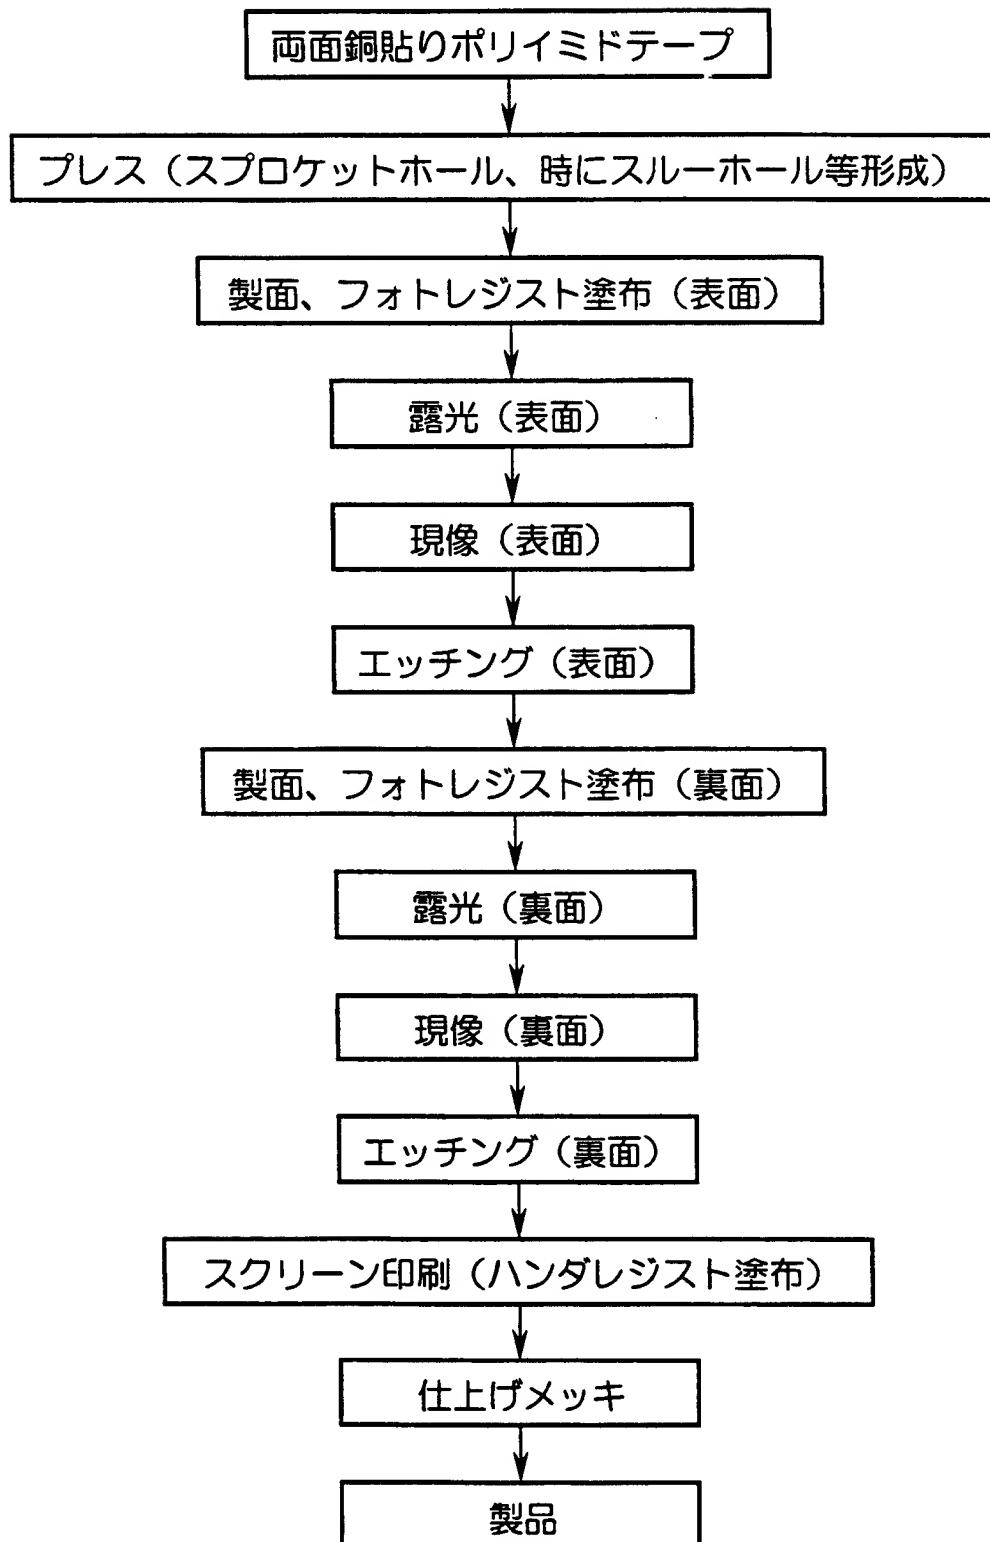 両面銅貼りポリイミドテープ
プレス（スプロケットホール、時にスルーホール等形成）
製面、フォトレジスト塗布（表面）
露光（表面）
現像（表面）
エッチング（表面）
製面、フォトレジスト塗布（裏面）
露光（裏面）
現像（裏面）
エッチング（裏面）
スクリーン印刷（ハンダレジスト塗布）
仕上げメッキ
製品